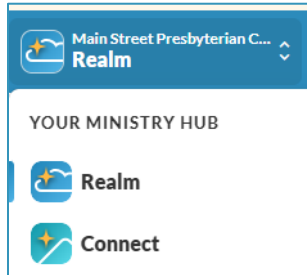 Main Street Presbyterian C...
Realm
YOUR MINISTRY HUB
Realm
Connect